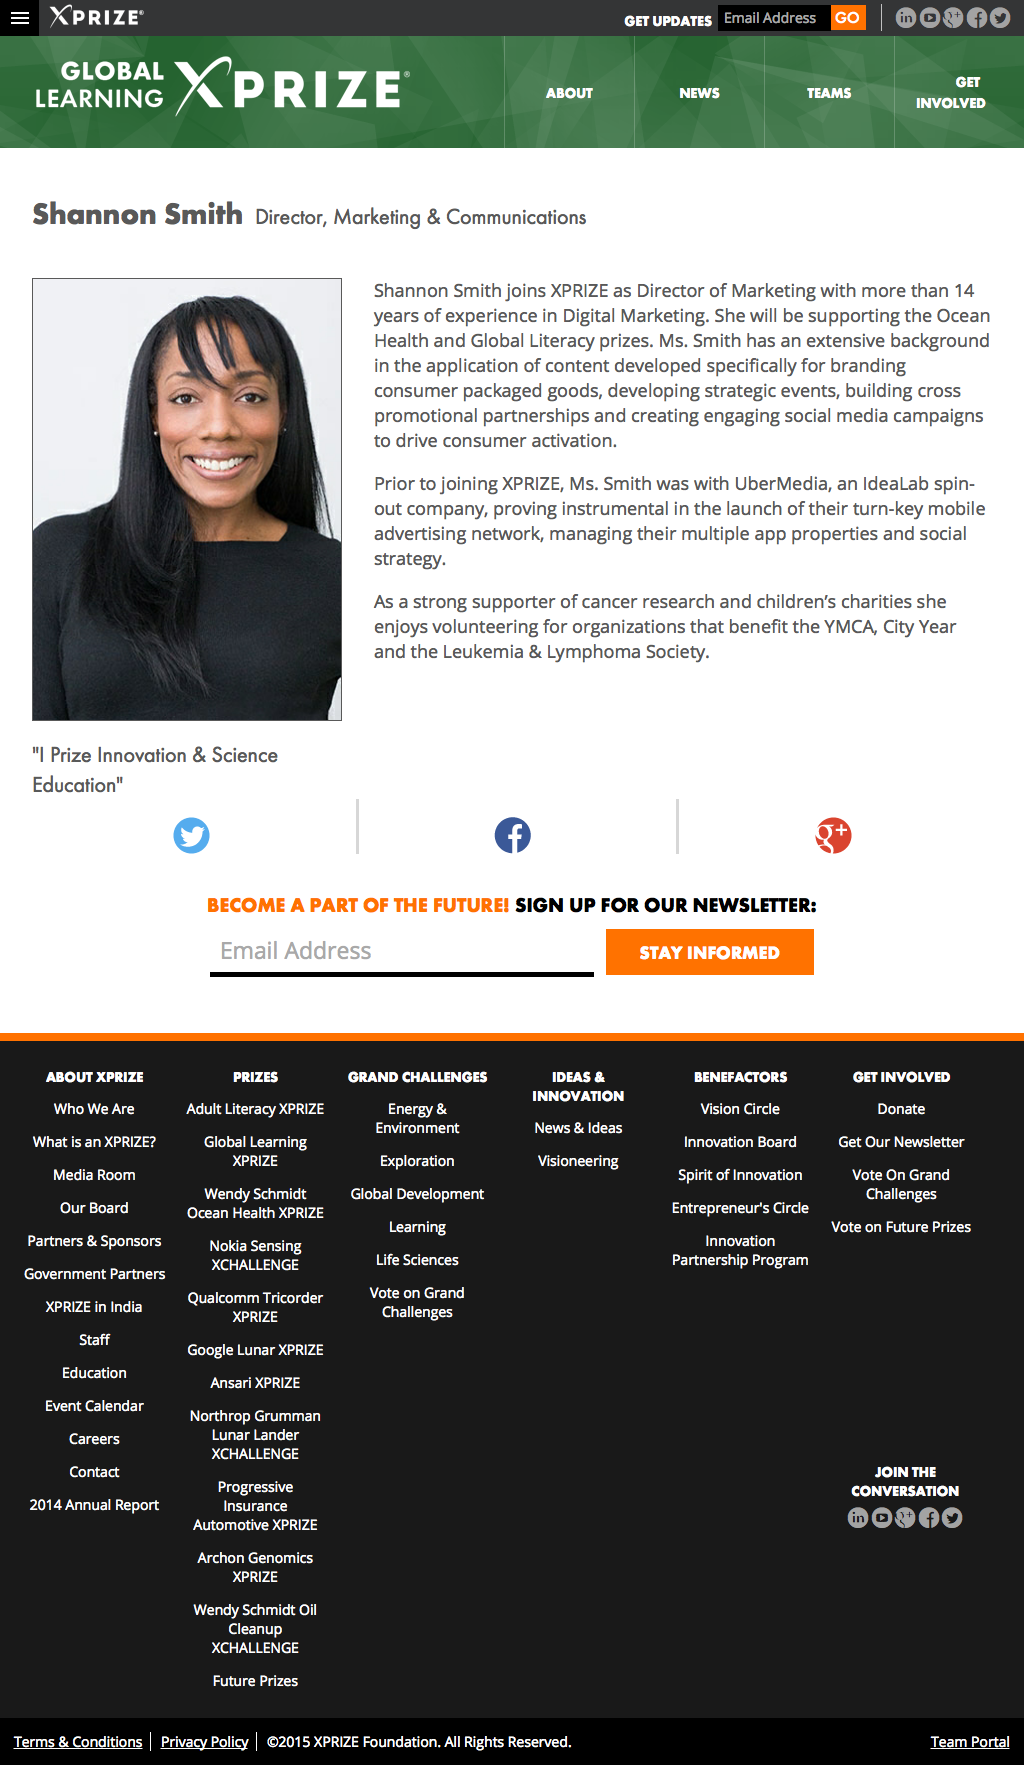 XPRIZE®
GET UPDATES
Email Address
GO
GLOBAL
LEARNING
XPRIZE®
ABOUT
NEWS
TEAMS
GET
INVOLVED
Shannon Smith Director, Marketing & Communications
Shannon Smith joins XPRIZE as Director of Marketing with more than 14
years of experience in Digital Marketing. She will be supporting the Ocean
Health and Global Literacy prizes. Ms. Smith has an extensive background
in the application of content developed specifically for branding
consumer packaged goods, developing strategic events, building cross
promotional partnerships and creating engaging social media campaigns
to drive consumer activation.
Prior to joining XPRIZE, Ms. Smith was with UberMedia, an IdeaLab spin-
out company, proving instrumental in the launch of their turn-key mobile
advertising network, managing their multiple app properties and social
strategy.
As a strong supporter of cancer research and children’s charities she
enjoys volunteering for organizations that benefit the YMCA, City Year
and the Leukemia & Lymphoma Society.
"I Prize Innovation & Science
Education"
BECOME A PART OF THE FUTURE! SIGN UP FOR OUR NEWSLETTER:
Email Address
STAY INFORMED
ABOUT XPRIZE
Who We Are
What is an XPRIZE?
Media Room
Our Board
Partners & Sponsors
Government Partners
XPRIZE in India
Staff
Education
Event Calendar
Careers
Contact
2014 Annual Report
PRIZES
Adult Literacy XPRIZE
Global Learning
XPRIZE
Wendy Schmidt
Ocean Health XPRIZE
Nokia Sensing
XCHALLENGE
Qualcomm Tricorder
XPRIZE
Google Lunar XPRIZE
Ansari XPRIZE
Northrop Grumman
Lunar Lander
XCHALLENGE
Progressive
Insurance
Automotive XPRIZE
Archon Genomics
XPRIZE
Wendy Schmidt Oil
Cleanup
XCHALLENGE
Future Prizes
GRAND CHALLENGES
Energy &
Environment
Exploration
Global Development
Learning
Life Sciences
Vote on Grand
Challenges
IDEAS &
INNOVATION
News & Ideas
Visioneering
BENEFACTORS
Vision Circle
Innovation Board
Spirit of Innovation
Entrepreneur's Circle
Innovation
Partnership Program
GET INVOLVED
Donate
Get Our Newsletter
Vote On Grand
Challenges
Vote on Future Prizes
JOIN THE
CONVERSATION
Terms & Conditions
Privacy Policy
©2015 XPRIZE Foundation. All Rights Reserved.
Team Portal